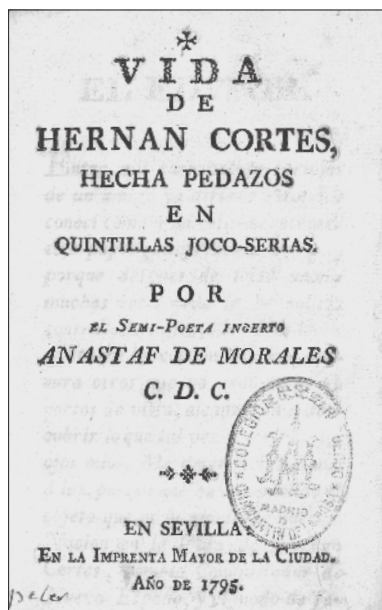 VIDA
DE
HERNAN CORTES,
HECHA PEDAZOS
EN
QUINTILLAS JOCO-SERIAS.
POR
EL SEMI-POETA INGERTO
ANASTAF DE MORALES
C. D. C.
MADRID
EN SEVILLA
EN LA IMPRENTA MAYOR DE LA CIUDAD.
AÑO DE 1795.